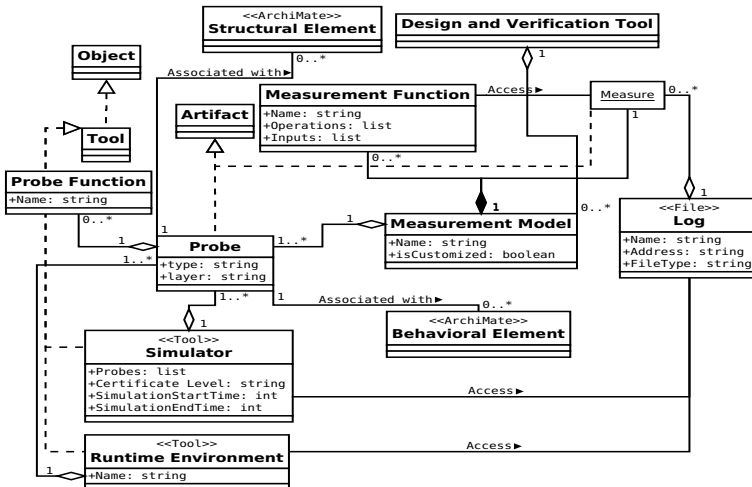 <<ArchiMate>>
Structural Element
0..*
Associated with►
Design and Verification Tool
1
Object
Tool
Artifact
Measurement Function
+Name: string
+Operations: list
+Inputs: list
0..*
Access►
Measure
0..*
1
Probe Function
+Name: string
0..*
1
1
1..*
Probe
+type: string
+layer: string
1..*
1
1..*
1
Measurement Model
+Name: string
+isCustomized: boolean
1
0..*
1
<<File>>
Log
+Name: string
+Address: string
+FileType: string
Associated with►
0..*
<<ArchiMate>>
Behavioral Element
1
<<Tool>>
Simulator
+Probes: list
+Certificate Level: string
+SimulationStartTime: int
+SimulationEndTime: int
Access►
<<Tool>>
Runtime Environment
+Name: string
1
Access►